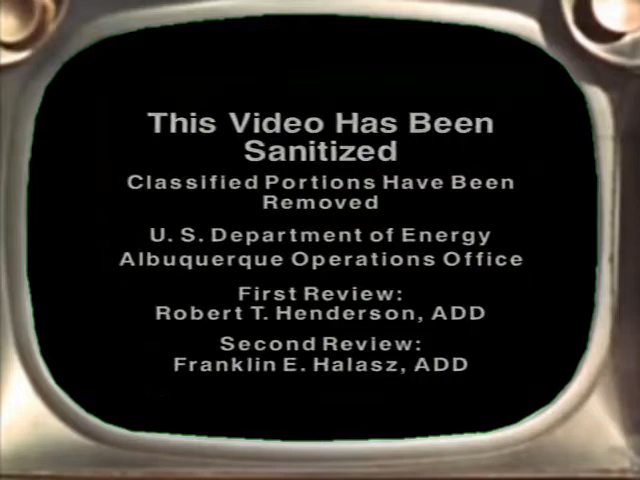 This Video Has Been
Sanitized
Classified Portions Have Been
Removed
U. S. Department of Energy
Albuquerque Operations Office
First Review:
Robert T. Henderson, ADD
Second Review:
Franklin E. Halasz, ADD